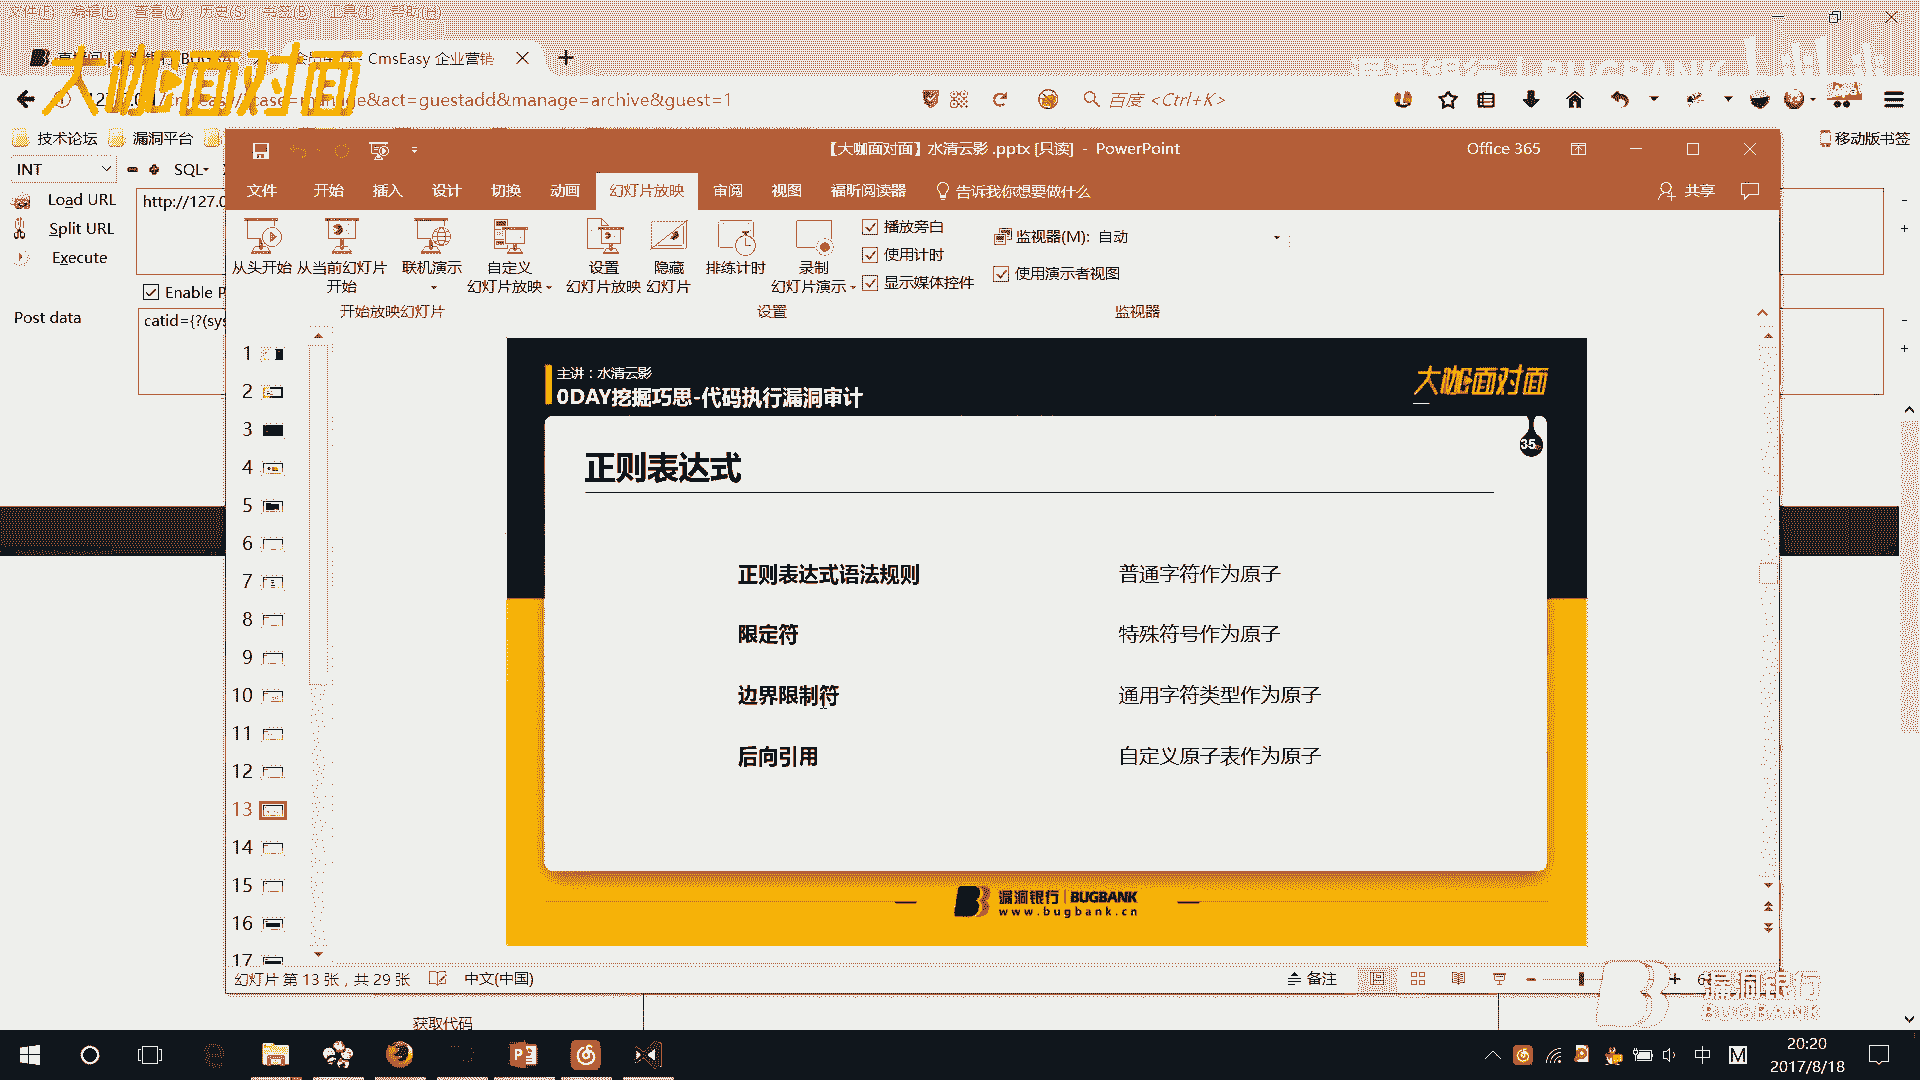 文件(F) 编辑(E) 查看(V) 历史(S) 书签(B) 工具(T) 帮助(H)
大咖面对面
CmsEasy 企业营销
case=manage&act=guestadd&manage=archive&guest=1
百度 <Ctrl+K>
技术论坛 漏洞平台
移动版书签
INT SQL
Load URL
Split URL
Execute
http://127.0
Enable P
Post data
catid={?(sys
【大咖面对面】水清云影 .pptx [只读] - PowerPoint
Office 365
文件 开始 插入 设计 切换 动画 幻灯片放映 审阅 视图 福昕阅读器 告诉我你想要做什么 共享
从头开始
从当前幻灯片
开始
联机演示
自定义
幻灯片放映
设置
幻灯片放映
隐藏
幻灯片
排练计时
录制
幻灯片演示
播放旁白
使用计时
显示媒体控件
监视器(M): 自动
使用演示者视图
开始放映幻灯片
设置
监视器
1
2
3
4
5
6
7
8
9
10
11
12
13
14
15
16
17
主讲：水清云影
0DAY挖掘巧思-代码执行漏洞审计
大咖面对面
35
正则表达式
正则表达式语法规则 普通字符作为原子
限定符 特殊符号作为原子
边界限制符 通用字符类型作为原子
后向引用 自定义原子表作为原子
漏洞银行 | BUGBANK
www.bugbank.cn
幻灯片 第 13 张，共 29 张 中文(中国)
备注
漏洞银行
BUGBANK
获取代码
中 M
20:20
2017/8/18